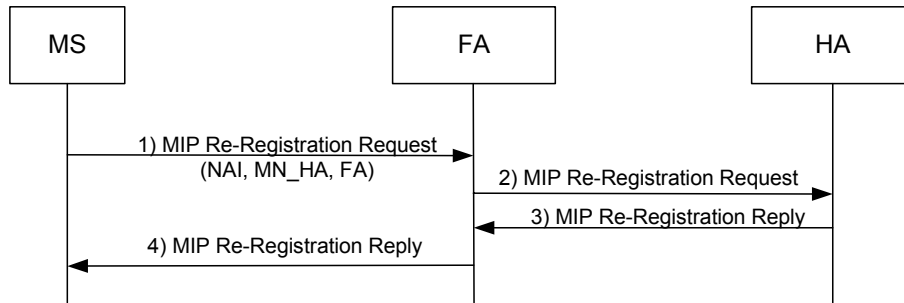 MS
FA
HA
1) MIP Re-Registration Request
(NAI, MN_HA, FA)
2) MIP Re-Registration Request
3) MIP Re-Registration Reply
4) MIP Re-Registration Reply